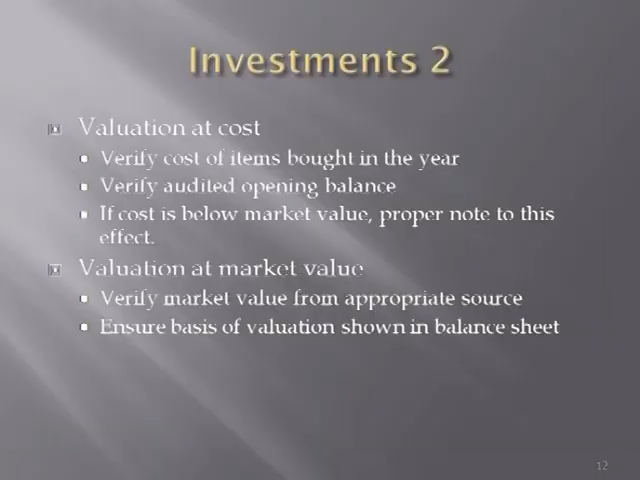 Investments 2
Valuation at cost
Verify cost of items bought in the year
Verify audited opening balance
If cost is below market value, proper note to this
effect.
Valuation at market value
Verify market value from appropriate source
Ensure basis of valuation shown in balance sheet
12